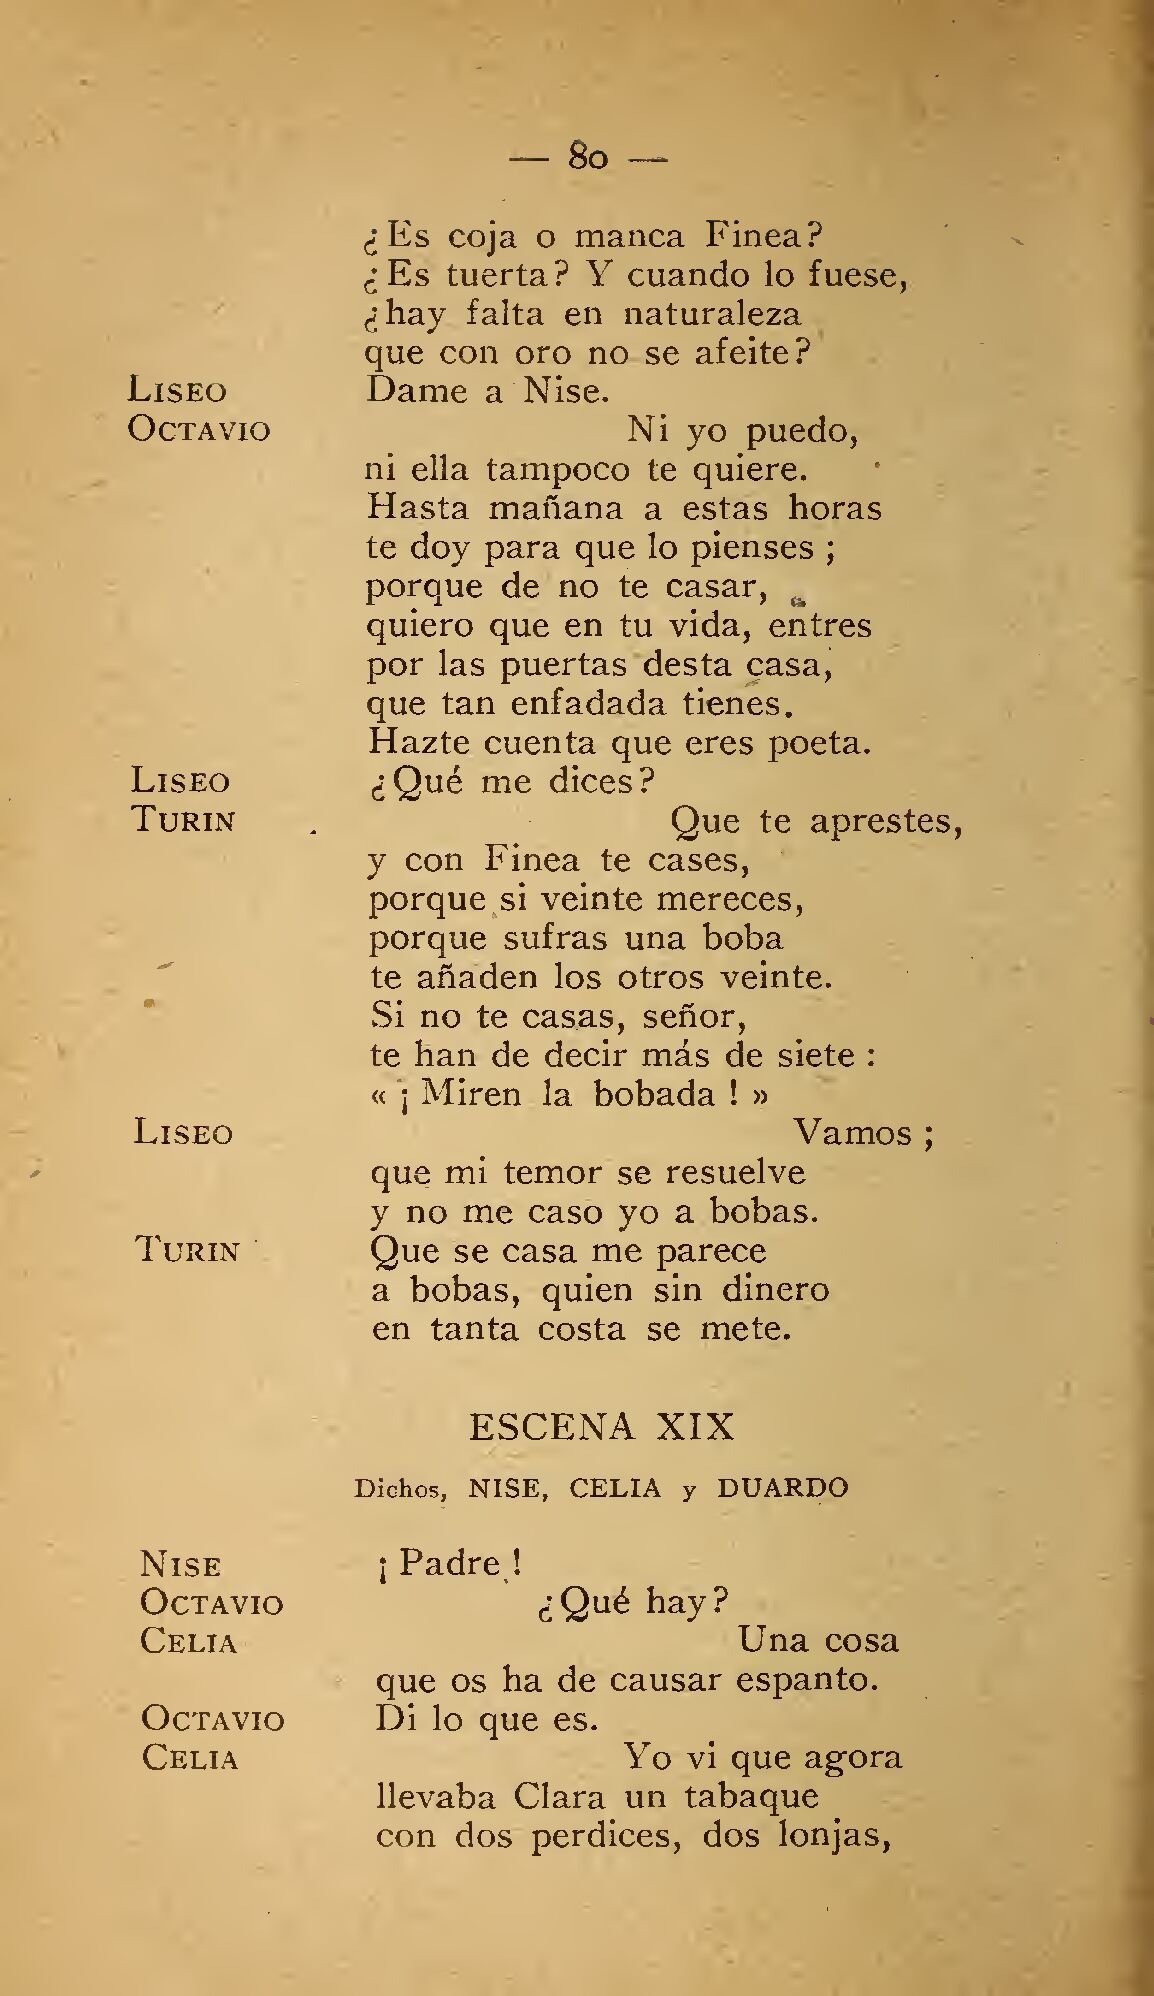 — 80 —
¿Es coja o manca Finea?
¿Es tuerta? Y cuando lo fuese,
¿hay falta en naturaleza
que con oro no se afeite?
LISEO Dame a Nise.
OCTAVIO Ni yo puedo,
ni ella tampoco te quiere.
Hasta mañana a estas horas
te doy para que lo pienses ;
porque de no te casar,
quiero que en tu vida, entres
por las puertas desta casa,
que tan enfadada tienes.
Hazte cuenta que eres poeta.
LISEO ¿Qué me dices?
TURIN Que te aprestes,
y con Finea te cases,
porque si veinte mereces,
porque sufras una boba
te añaden los otros veinte.
Si no te casas, señor,
te han de decir más de siete :
« ¡ Miren la bobada ! »
LISEO Vamos ;
que mi temor se resuelve
y no me caso yo a bobas.
TURIN Que se casa me parece
a bobas, quien sin dinero
en tanta costa se mete.
ESCENA XIX
Dichos, NISE, CELIA y DUARDO
NISE ¡ Padre !
OCTAVIO ¿Qué hay?
CELIA Una cosa
que os ha de causar espanto.
OCTAVIO Di lo que es.
CELIA Yo vi que agora
llevaba Clara un tabaque
con dos perdices, dos lonjas,